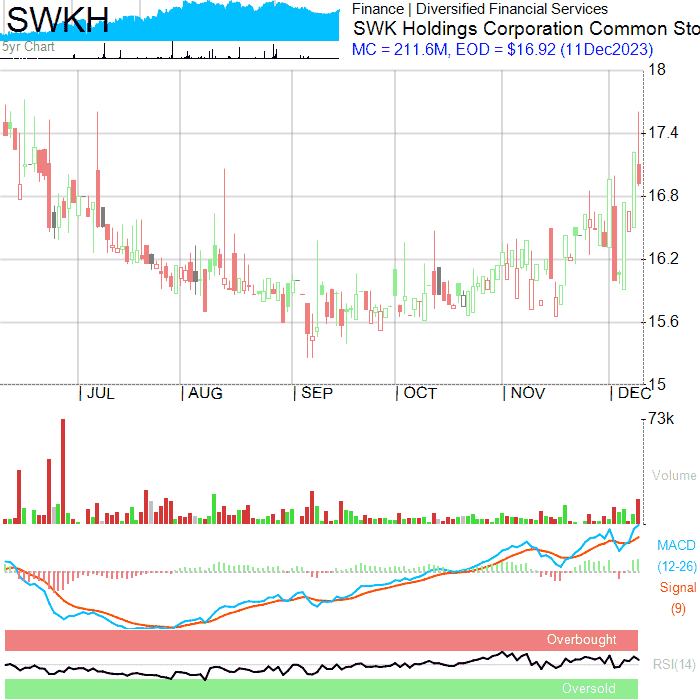 SWKH
5yr Chart
Finance | Diversified Financial Services
SWK Holdings Corporation Common Sto
MC = 211.6M, EOD = $16.92 (11Dec2023)
18
17.4
16.8
16.2
15.6
15
| JUL | AUG | SEP | OCT | NOV | DEC
73k
Volume
MACD
(12-26)
Signal
(9)
Overbought
RSI(14)
Oversold